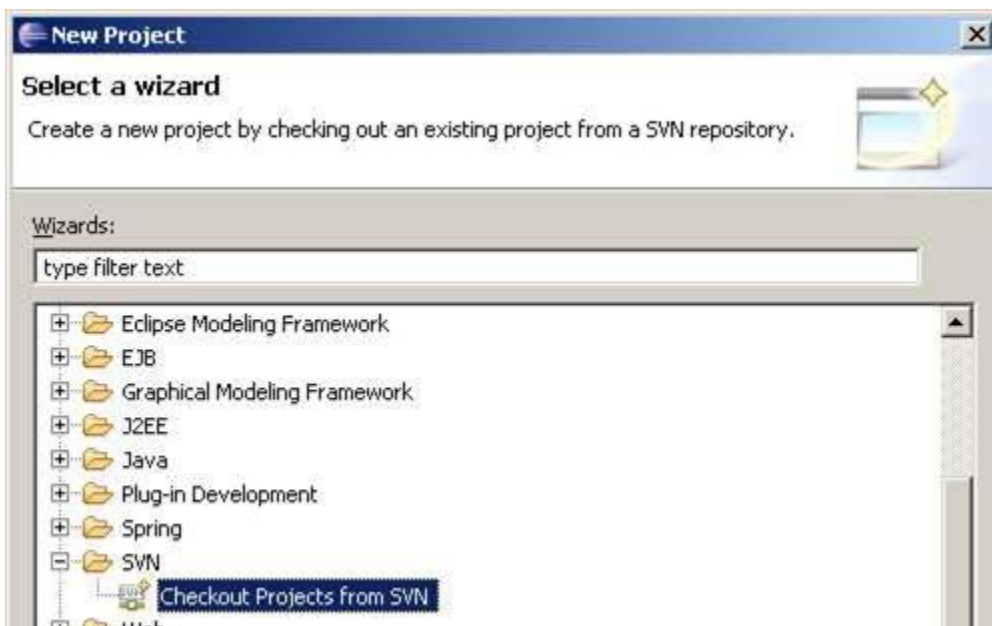 New Project
Select a wizard
Create a new project by checking out an existing project from a SVN repository.
Wizards:
type filter text
Eclipse Modeling Framework
EJB
Graphical Modeling Framework
J2EE
Java
Plug-in Development
Spring
SVN
Checkout Projects from SVN